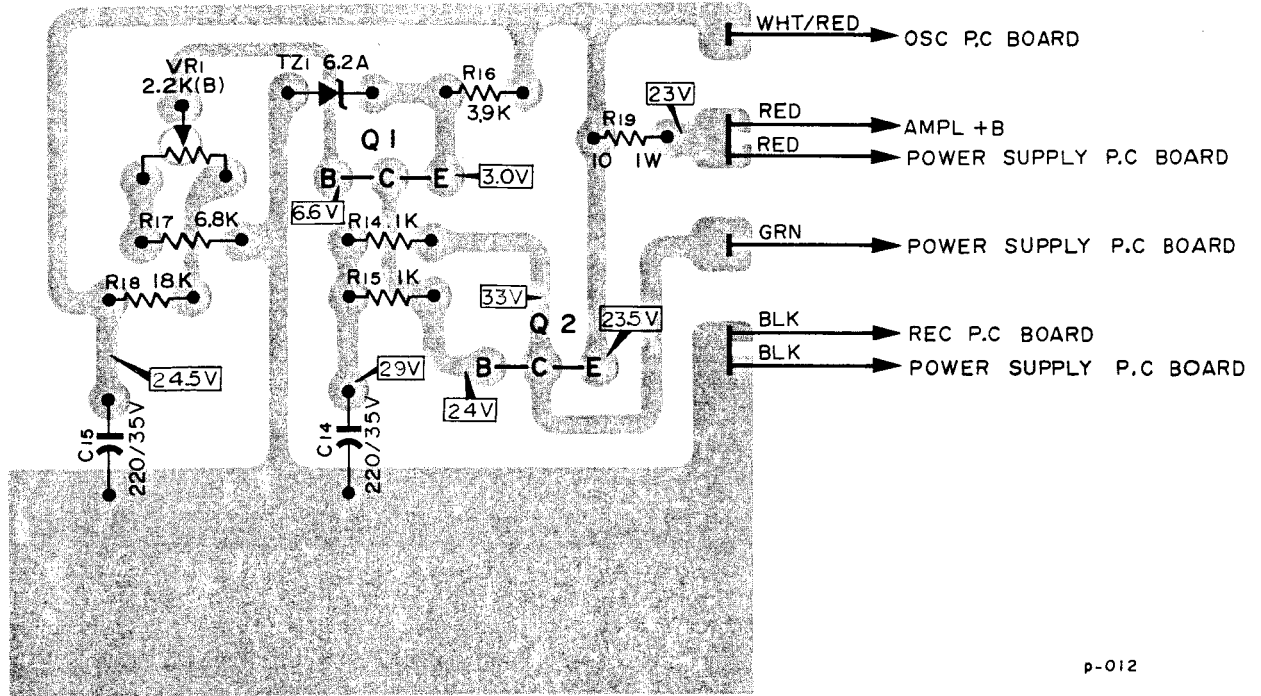 WHT/RED
OSC P.C BOARD
VR1
2.2K(B)
TZ1 6.2A
R16
3.9K
23V
R19
10 1W
RED
AMPL +B
RED
POWER SUPPLY P.C BOARD
Q1
B C E
3.0V
6.6V
R17 6.8K
R14 1K
GRN
POWER SUPPLY P.C BOARD
R18 18K
R15 1K
33V
Q2
23.5V
BLK
REC P.C BOARD
B C E
BLK
POWER SUPPLY P.C BOARD
24.5V
29V
24V
C15
220/35V
C14
220/35V
P-012